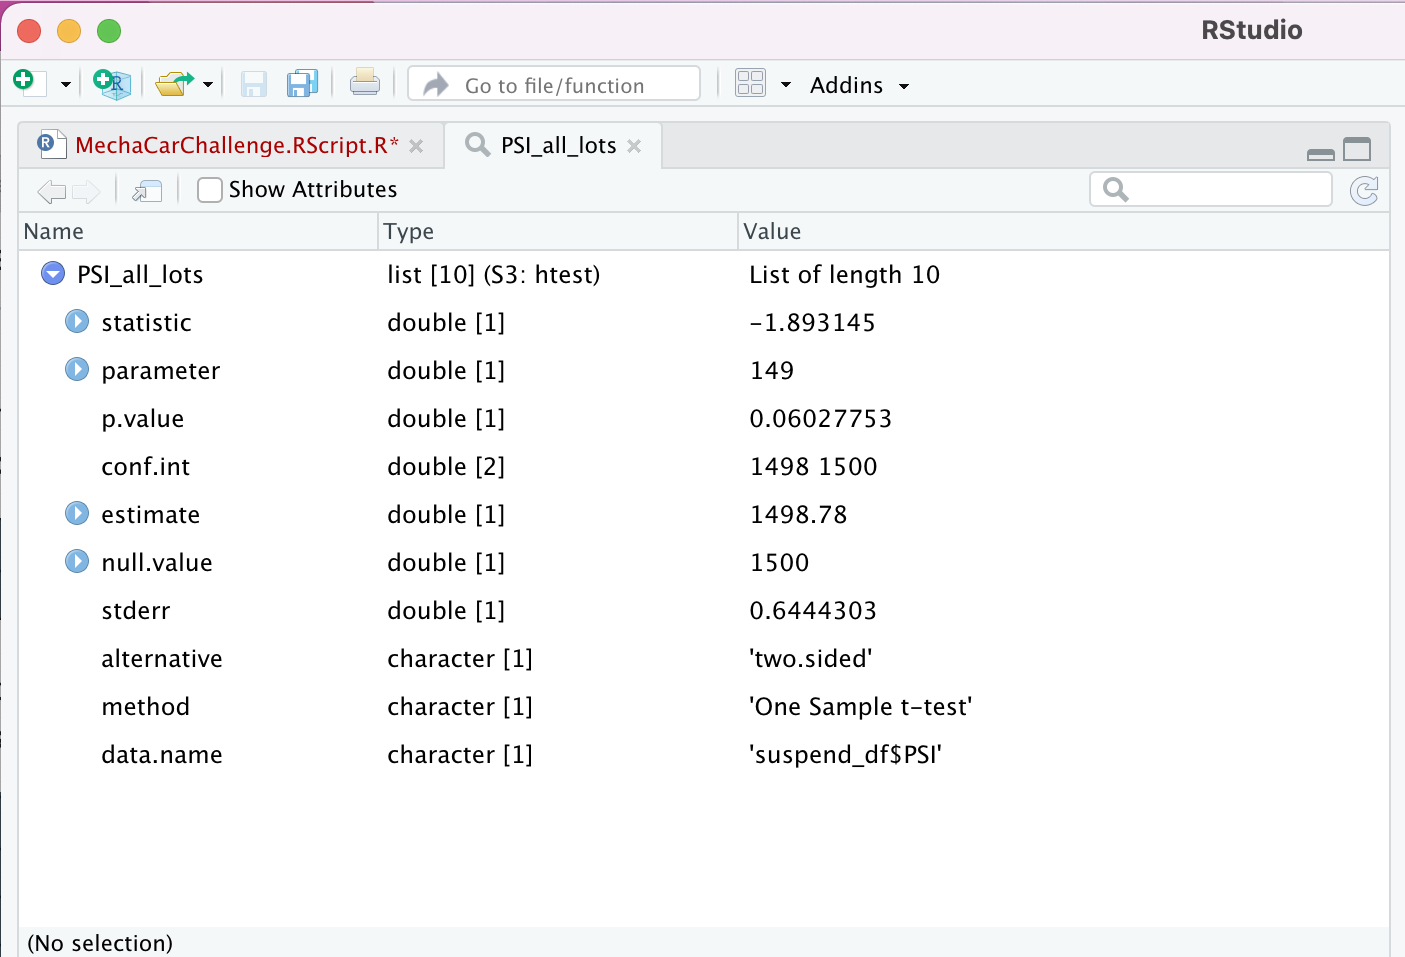 RStudio
Go to file/function
Addins
MechaCarChallenge.RScript.R*
PSI_all_lots
Show Attributes
Name Type Value
PSI_all_lots list [10] (S3: htest) List of length 10
statistic double [1] -1.893145
parameter double [1] 149
p.value double [1] 0.06027753
conf.int double [2] 1498 1500
estimate double [1] 1498.78
null.value double [1] 1500
stderr double [1] 0.6444303
alternative character [1] 'two.sided'
method character [1] 'One Sample t-test'
data.name character [1] 'suspend_df$PSI'
(No selection)